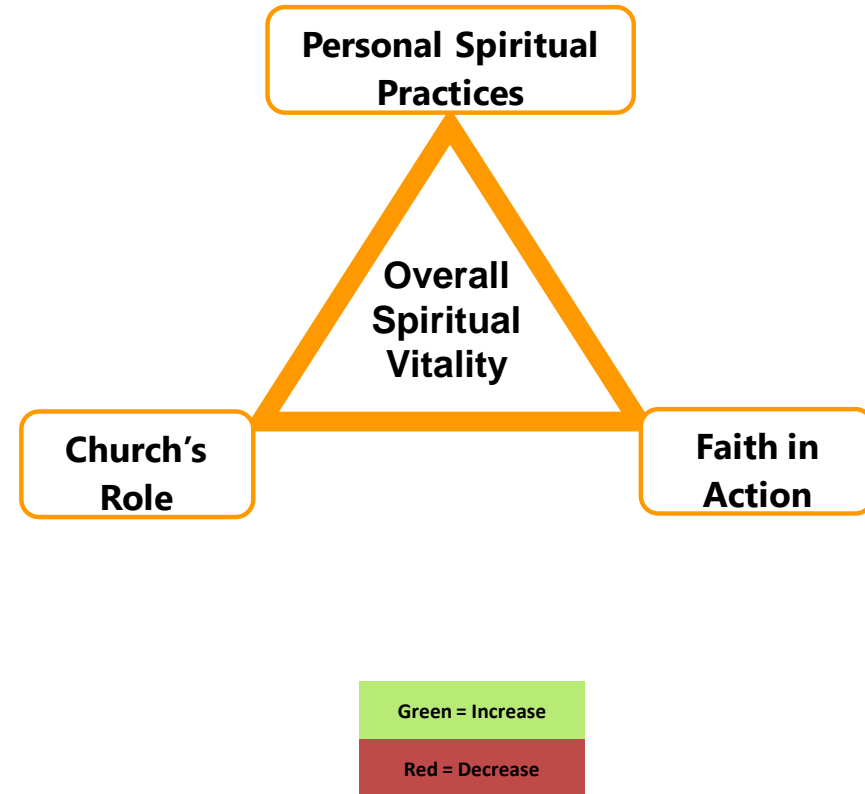 Personal Spiritual
Practices
Overall
Spiritual
Vitality
Church’s
Role
Faith in
Action
Green = Increase
Red = Decrease